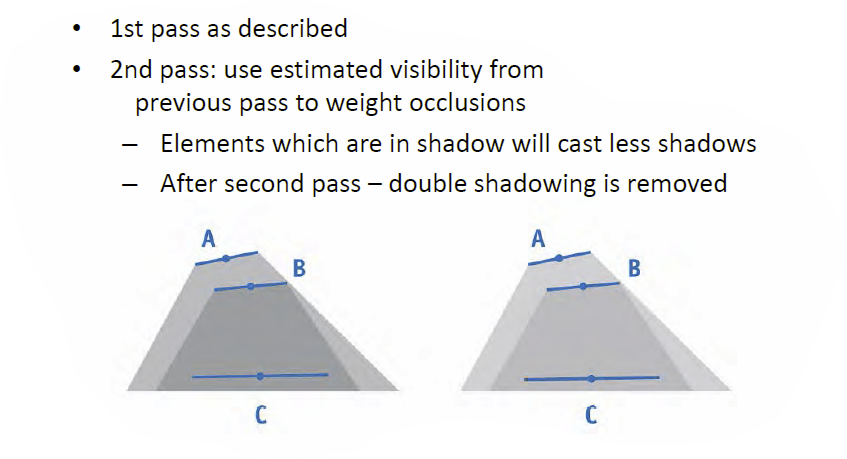 • 1st pass as described
• 2nd pass: use estimated visibility from
previous pass to weight occlusions
– Elements which are in shadow will cast less shadows
– After second pass – double shadowing is removed
A
B
C
A
B
C